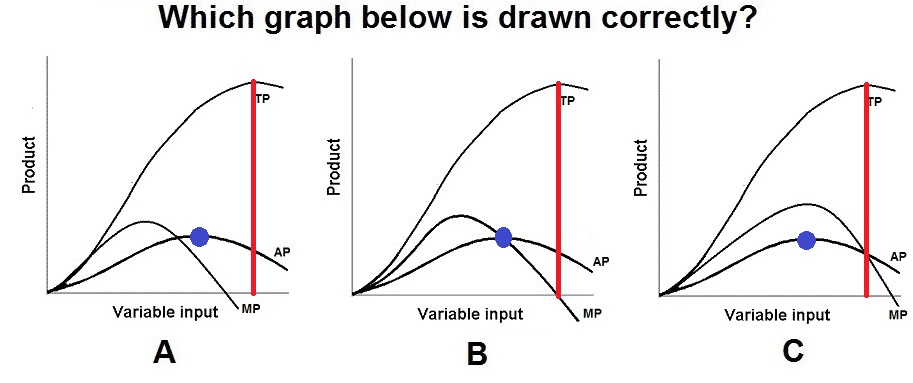 Which graph below is drawn correctly?
Product
TP
AP
MP
Variable input
A
Product
TP
AP
MP
Variable input
B
Product
TP
AP
MP
Variable input
C